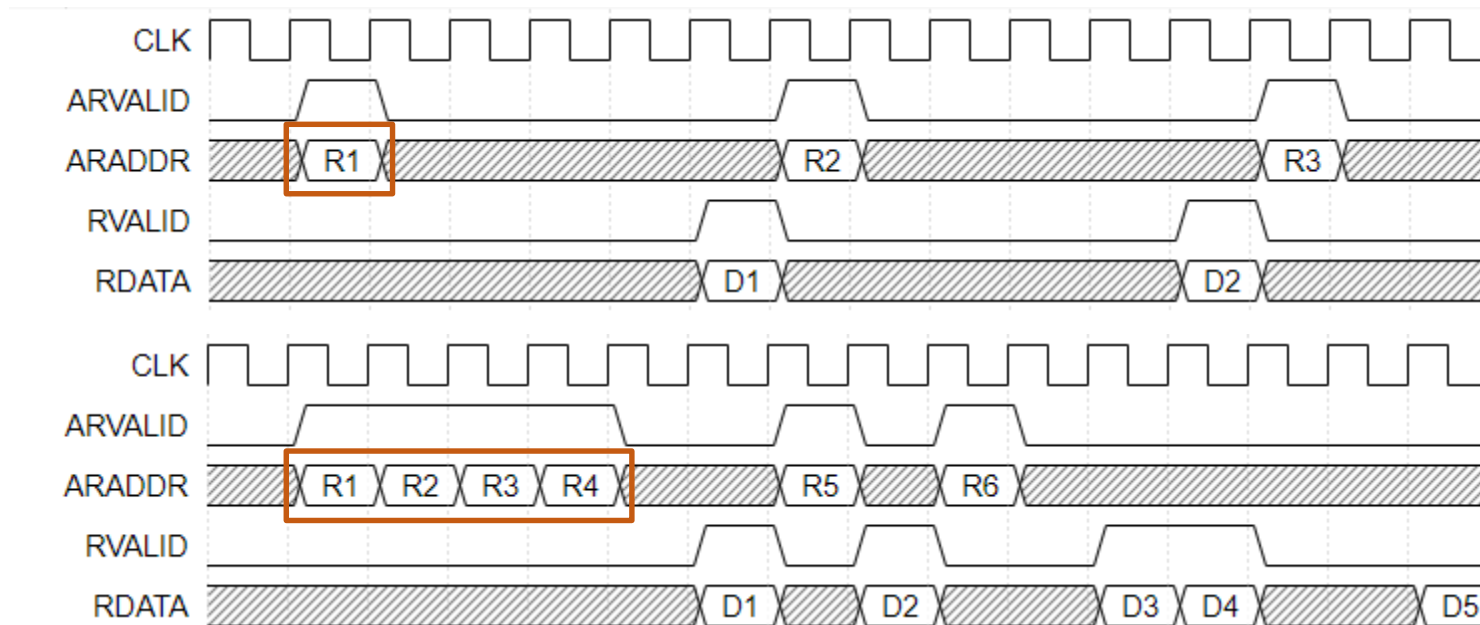 CLK
ARVALID
ARADDR R1 R2 R3
RVALID
RDATA D1 D2
CLK
ARVALID
ARADDR R1 R2 R3 R4 R5 R6
RVALID
RDATA D1 D2 D3 D4 D5